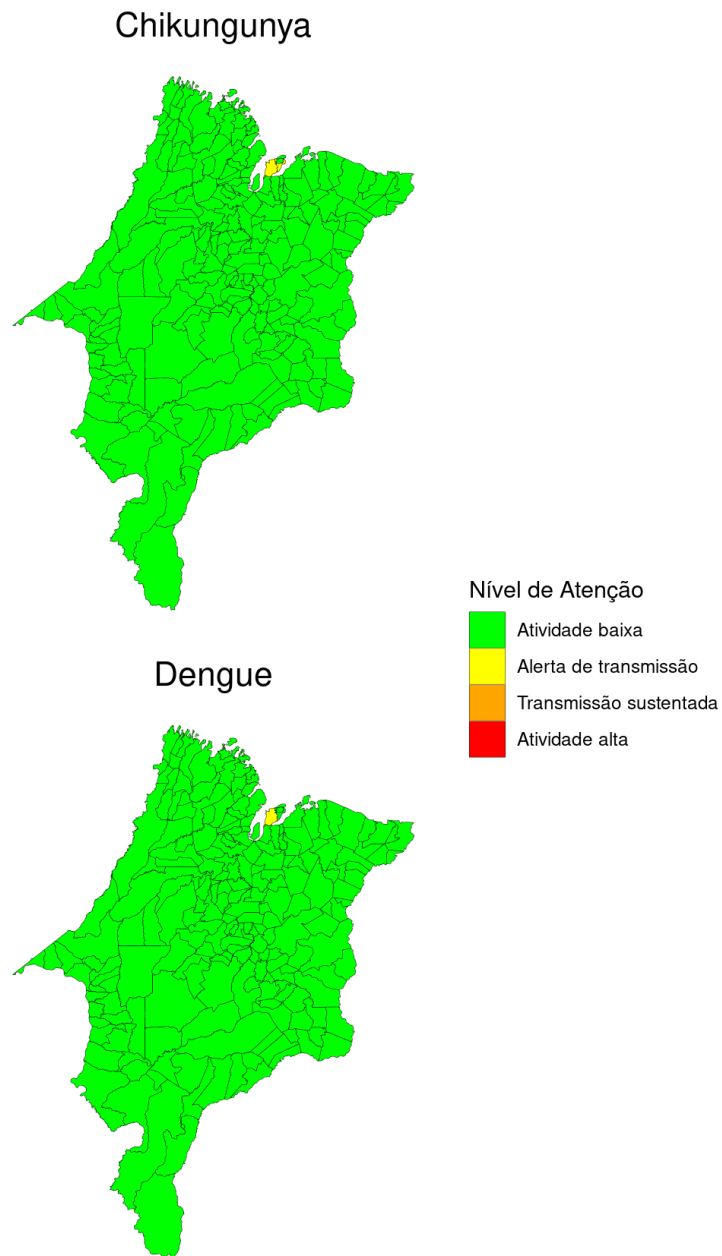 Chikungunya
Nível de Atenção
Atividade baixa
Alerta de transmissão
Transmissão sustentada
Atividade alta
Dengue